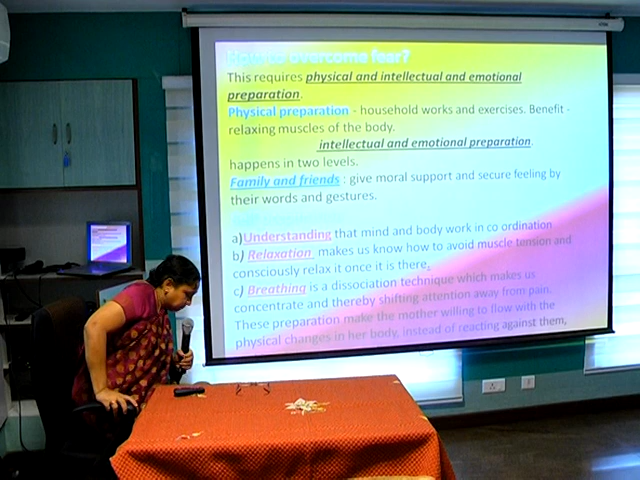 How to overcome fear?
This requires physical and intellectual and emotional
preparation.
Physical preparation - household works and exercises. Benefit -
relaxing muscles of the body.
intellectual and emotional preparation.
happens in two levels.
Family and friends : give moral support and secure feeling by
their words and gestures.
a)Understanding that mind and body work in co ordination
b) Relaxation makes us know how to avoid muscle tension and
consciously relax it once it is there.
c) Breathing is a dissociation technique which makes us
concentrate and thereby shifting attention away from pain.
These preparation make the mother willing to flow with the
physical changes in her body, instead of reacting against them,